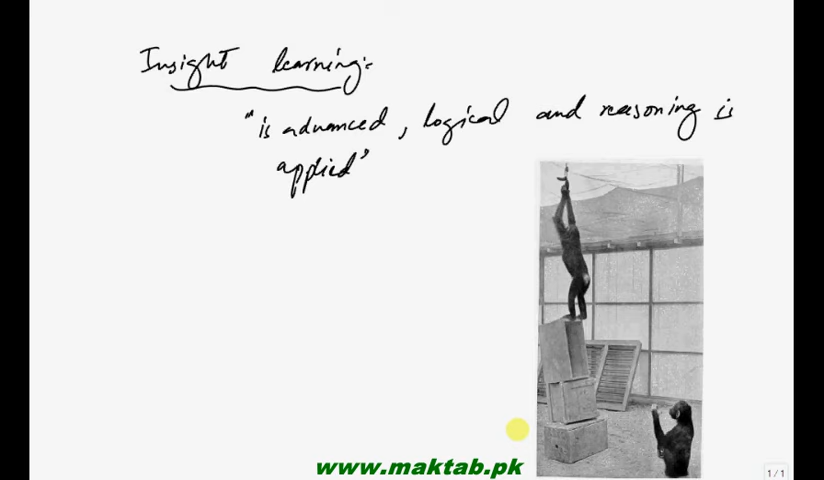 Insight learning:-
"is advanced, Logical and reasoning is
applied"
www.maktab.pk
1/1